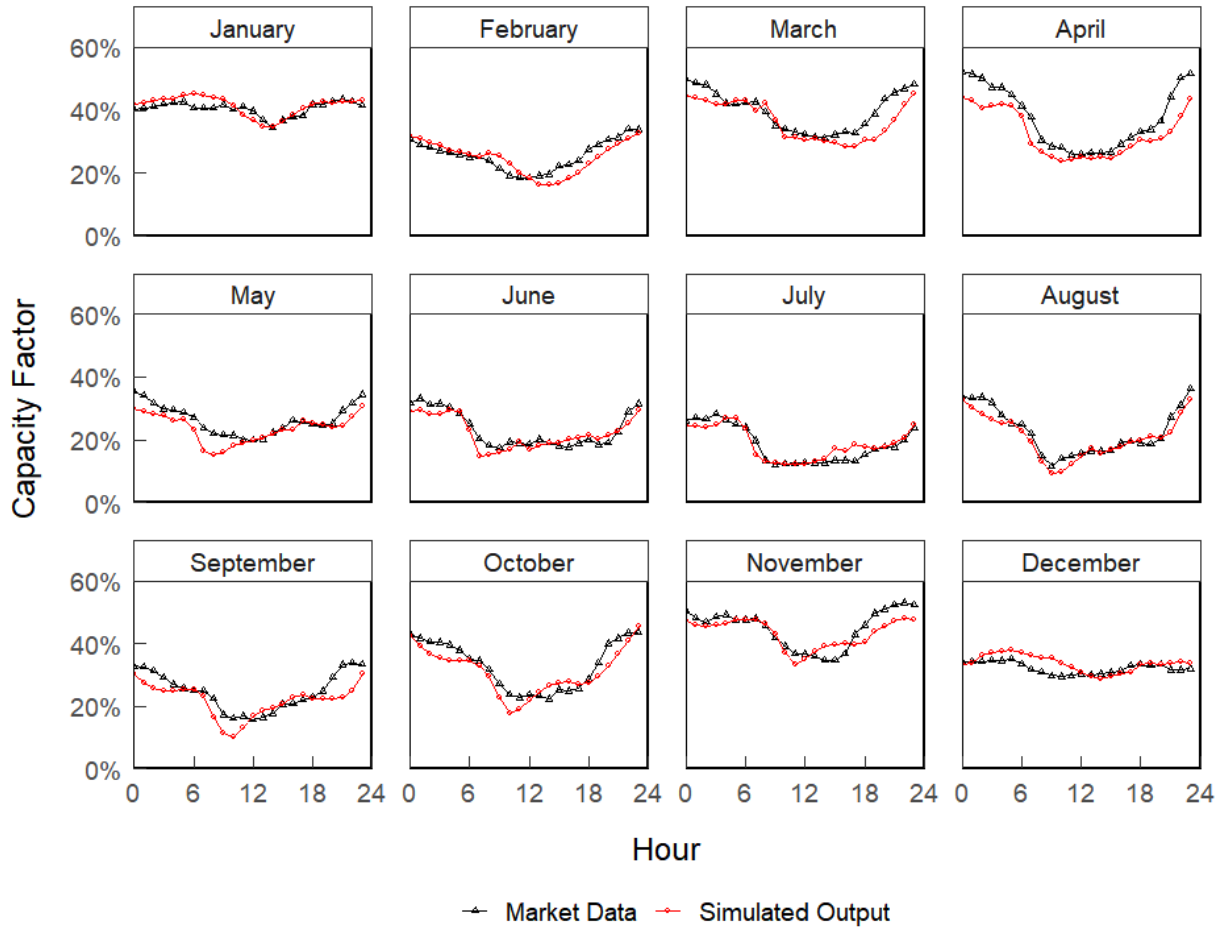 January February March April
60%
40%
20%
0%
May June July August
60%
40%
20%
0%
September October November December
60%
40%
20%
0%
0 6 12 18 24 0 6 12 18 24 0 6 12 18 24 0 6 12 18 24
Capacity Factor
Hour
Market Data Simulated Output